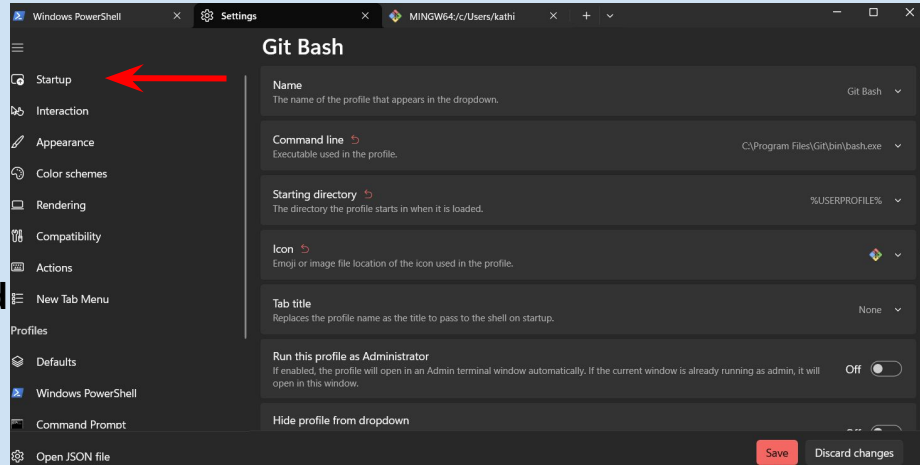 Windows PowerShell
Settings
MINGW64:/c/Users/kathi
Git Bash
Startup
Interaction
Appearance
Color schemes
Rendering
Compatibility
Actions
New Tab Menu
Profiles
Defaults
Windows PowerShell
Command Prompt
Open JSON file
Name
The name of the profile that appears in the dropdown.
Git Bash
Command line
Executable used in the profile.
C:\Program Files\Git\bin\bash.exe
Starting directory
The directory the profile starts in when it is loaded.
%USERPROFILE%
Icon
Emoji or image file location of the icon used in the profile.
Tab title
Replaces the profile name as the title to pass to the shell on startup.
None
Run this profile as Administrator
If enabled, the profile will open in an Admin terminal window automatically. If the current window is already running as admin, it will
open in this window.
Off
Hide profile from dropdown
Save
Discard changes